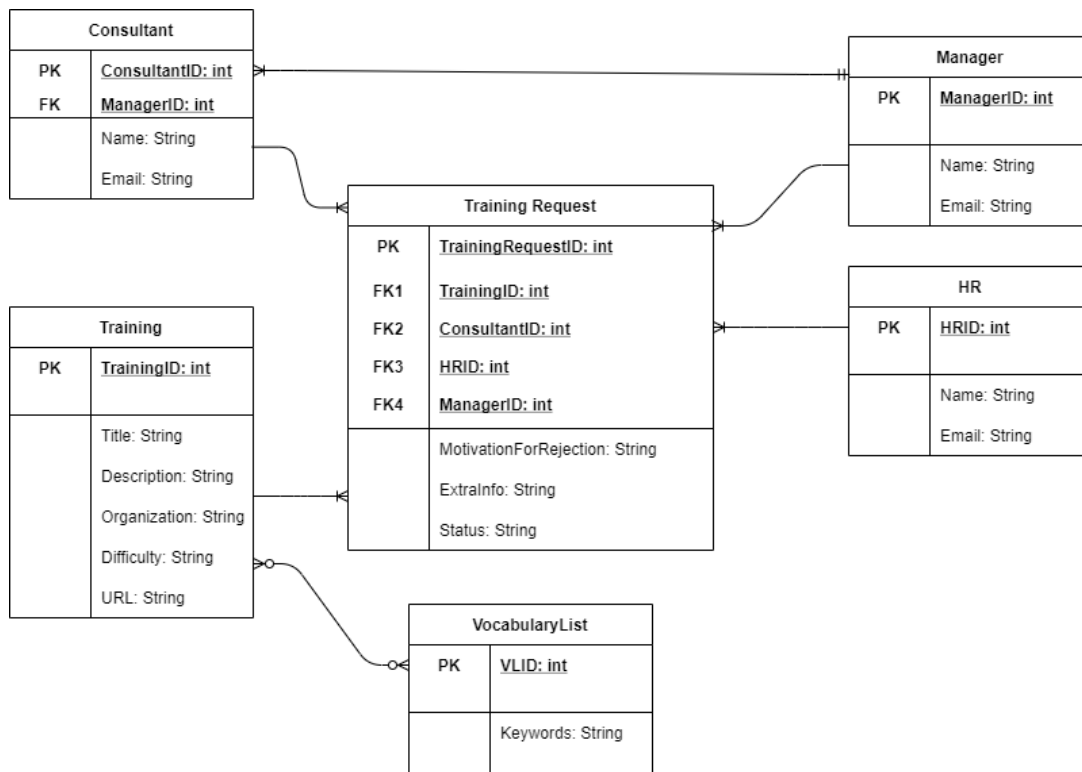 Consultant
PK ConsultantID: int
FK ManagerID: int
Name: String
Email: String
Manager
PK ManagerID: int
Name: String
Email: String
Training Request
PK TrainingRequestID: int
FK1 TrainingID: int
FK2 ConsultantID: int
FK3 HRID: int
FK4 ManagerID: int
MotivationForRejection: String
ExtraInfo: String
Status: String
HR
PK HRID: int
Name: String
Email: String
Training
PK TrainingID: int
Title: String
Description: String
Organization: String
Difficulty: String
URL: String
VocabularyList
PK VLID: int
Keywords: String